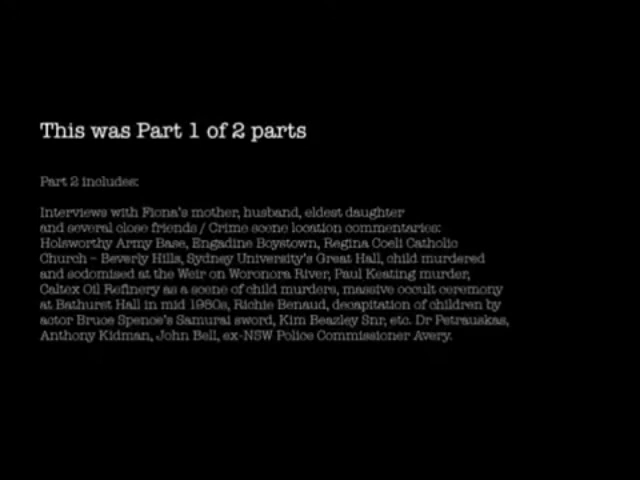 This was Part 1 of 2 parts
Part 2 includes:
Interviews with Fiona's mother, husband, eldest daughter
and several close friends / Crime scene location commentaries:
Holsworthy Army Base, Engadine Boystown, Regina Coeli Catholic
Church – Beverly Hills, Sydney University's Great Hall, child murdered
and sodomised at the Weir on Woronora River, Paul Keating murder,
Caltex Oil Refinery as a scene of child murders, massive occult ceremony
at Bathurst Hall in mid 1980s, Richie Benaud, decapitation of children by
actor Bruce Spence's Samurai sword, Kim Beazley Snr, etc. Dr Petrauskas,
Anthony Kidman, John Bell, ex-NSW Police Commissioner Avery.